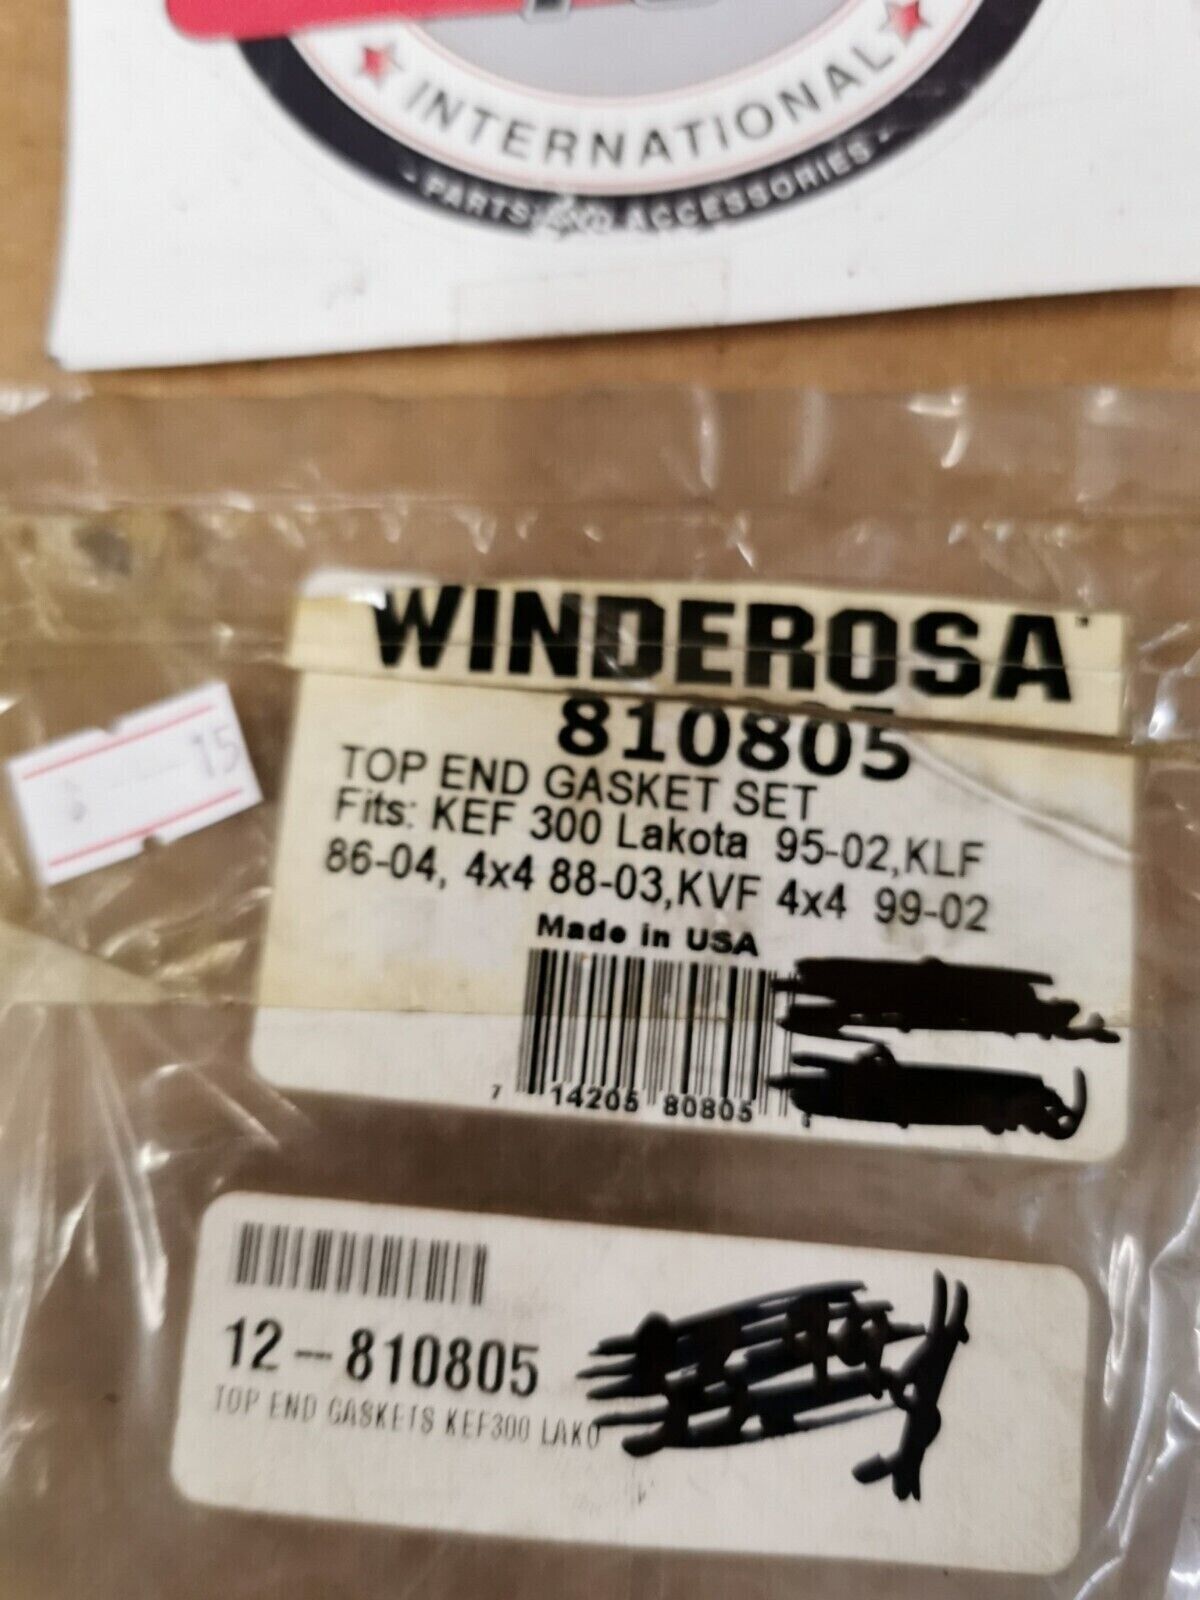 INTERNATIONAL
PARTS and ACCESSORIES
WINDEROSA
810805
TOP END GASKET SET
Fits: KEF 300 Lakota 95-02,KLF
86-04, 4x4 88-03,KVF 4x4 99-02
Made in USA
15
7 14205 80805
12-810805
TOP END GASKETS KEF300 LAKO